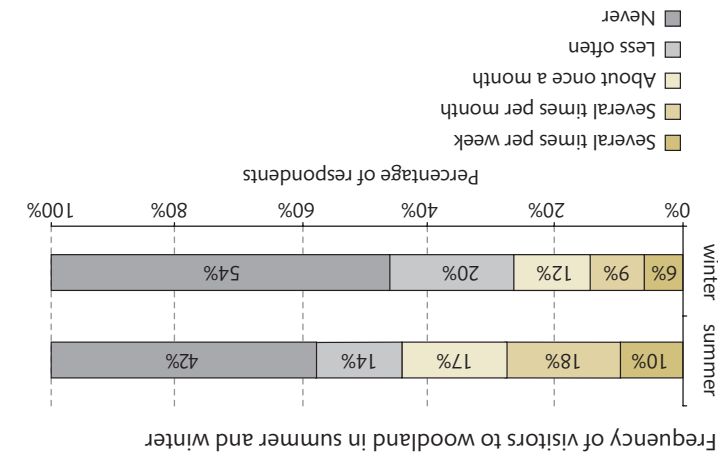 Frequency of visitors to woodland in summer and winter
summer
10% 18% 17% 14% 42%
winter
6% 9% 12% 20% 54%
0% 20% 40% 60% 80% 100%
Percentage of respondents
Several times per week
Several times per month
About once a month
Less often
Never